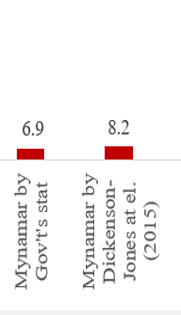 6.9
8.2
Mynamar by
Gov't's stat
Mynamar by
Dickenson-
Jones at el.
(2015)